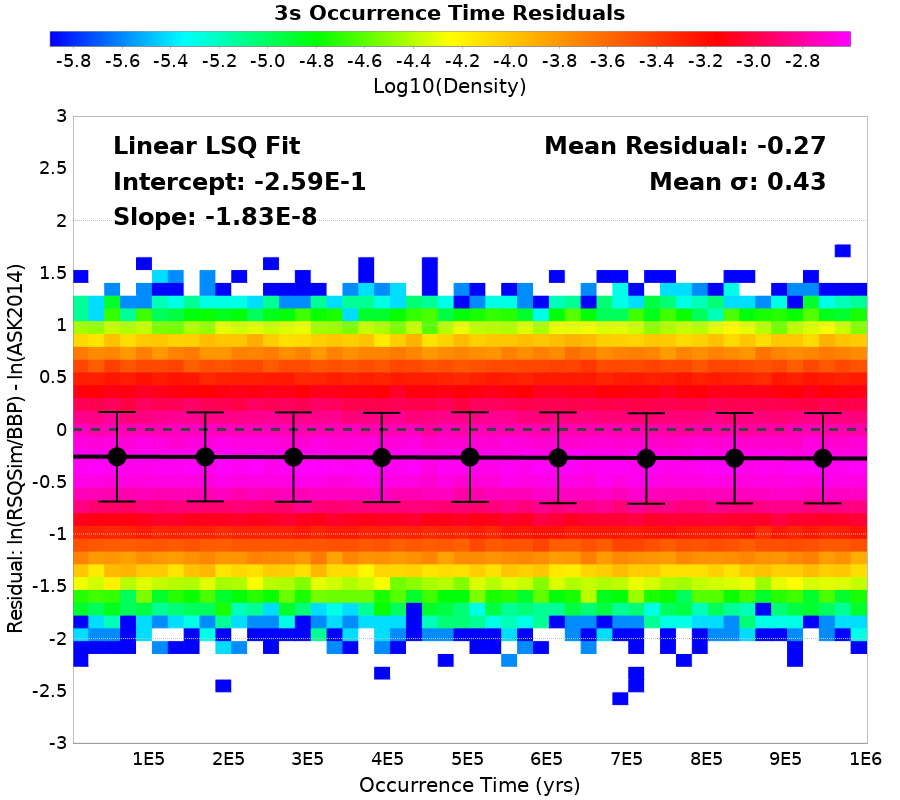 3s Occurrence Time Residuals
-5.8 -5.6 -5.4 -5.2 -5.0 -4.8 -4.6 -4.4 -4.2 -4.0 -3.8 -3.6 -3.4 -3.2 -3.0 -2.8
Log10(Density)
Linear LSQ Fit
Intercept: -2.59E-1
Slope: -1.83E-8
Mean Residual: -0.27
Mean σ: 0.43
Residual: ln(RSQSim/BBP) - ln(ASK2014)
3
2.5
2
1.5
1
0.5
0
-0.5
-1
-1.5
-2
-2.5
-3
1E5 2E5 3E5 4E5 5E5 6E5 7E5 8E5 9E5 1E6
Occurrence Time (yrs)